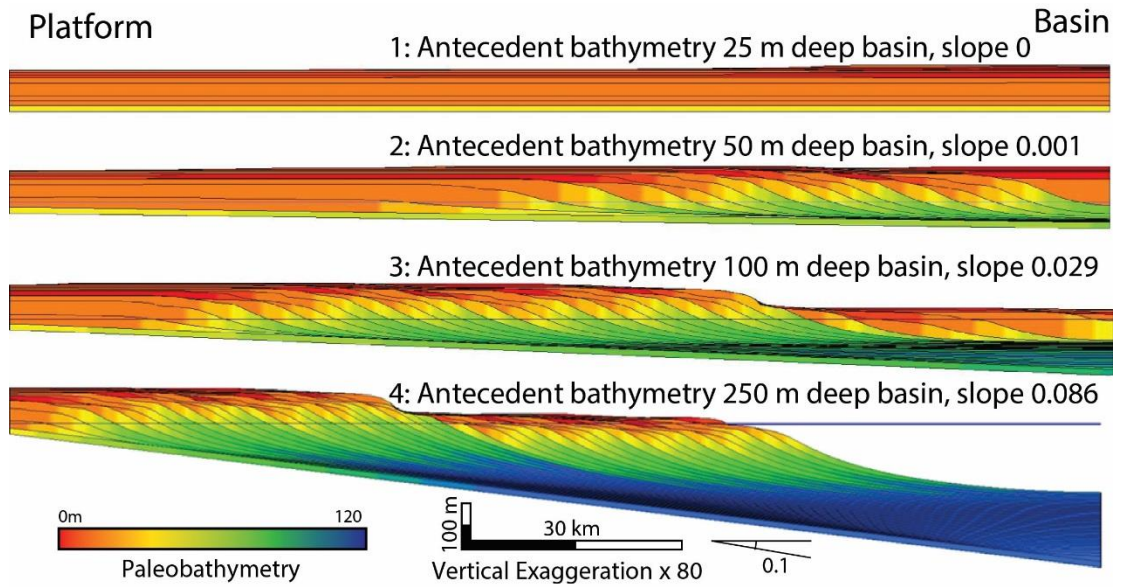 Platform
Basin
1: Antecedent bathymetry 25 m deep basin, slope 0
2: Antecedent bathymetry 50 m deep basin, slope 0.001
3: Antecedent bathymetry 100 m deep basin, slope 0.029
4: Antecedent bathymetry 250 m deep basin, slope 0.086
0m 120
Paleobathymetry
100 m
30 km
Vertical Exaggeration x 80
0.1